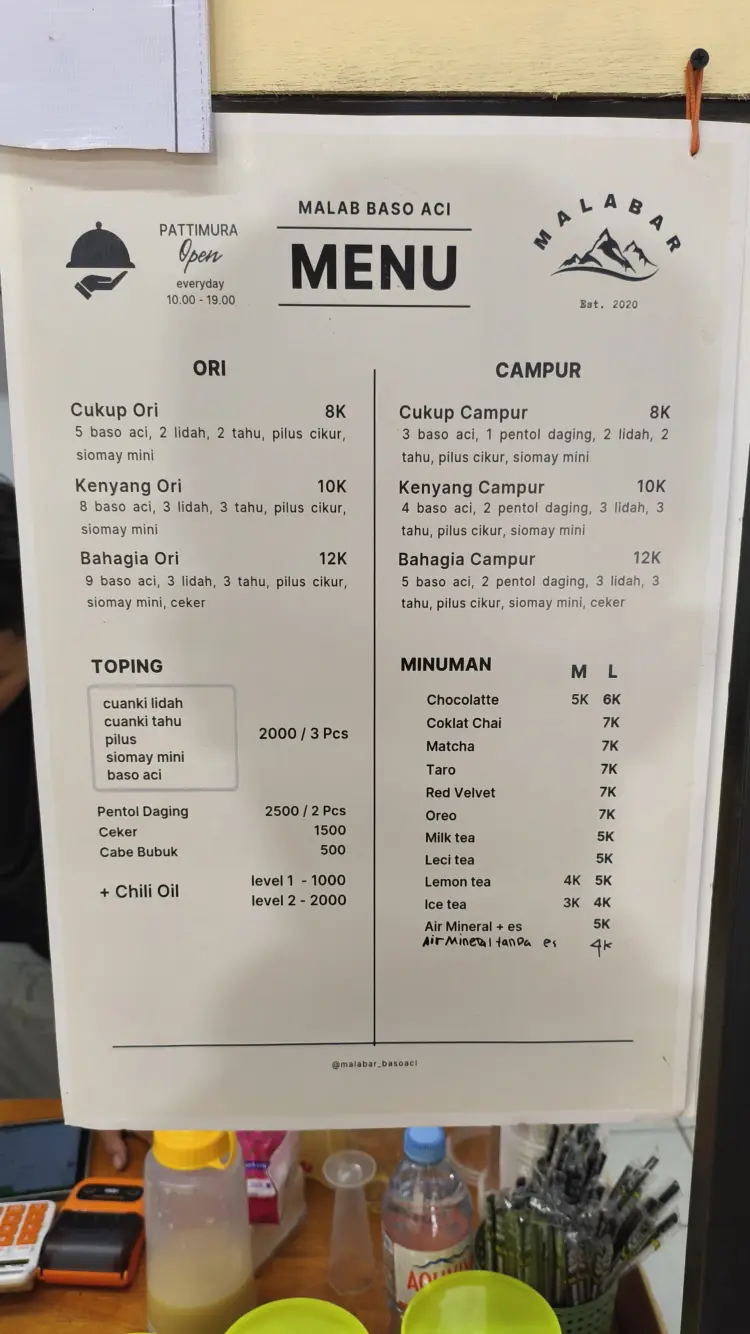 MALAB BASO ACI
MENU
PATTIMURA
Open
everyday
10.00 - 19.00
MALABAR
Est. 2020
ORI
Cukup Ori 8K
5 baso aci, 2 lidah, 2 tahu, pilus cikur,
siomay mini
Kenyang Ori 10K
8 baso aci, 3 lidah, 3 tahu, pilus cikur,
siomay mini
Bahagia Ori 12K
9 baso aci, 3 lidah, 3 tahu, pilus cikur,
siomay mini, ceker
CAMPUR
Cukup Campur 8K
3 baso aci, 1 pentol daging, 2 lidah, 2
tahu, pilus cikur, siomay mini
Kenyang Campur 10K
4 baso aci, 2 pentol daging, 3 lidah, 3
tahu, pilus cikur, siomay mini
Bahagia Campur 12K
5 baso aci, 2 pentol daging, 3 lidah, 3
tahu, pilus cikur, siomay mini, ceker
TOPING
cuanki lidah
cuanki tahu
pilus
siomay mini
baso aci
2000 / 3 Pcs
Pentol Daging 2500 / 2 Pcs
Ceker 1500
Cabe Bubuk 500
+ Chili Oil
level 1 - 1000
level 2 - 2000
MINUMAN M L
Chocolatte 5K 6K
Coklat Chai 7K
Matcha 7K
Taro 7K
Red Velvet 7K
Oreo 7K
Milk tea 5K
Leci tea 5K
Lemon tea 4K 5K
Ice tea 3K 4K
Air Mineral + es 5K
Air Mineral tanpa es 4K
@malabar_basoaci